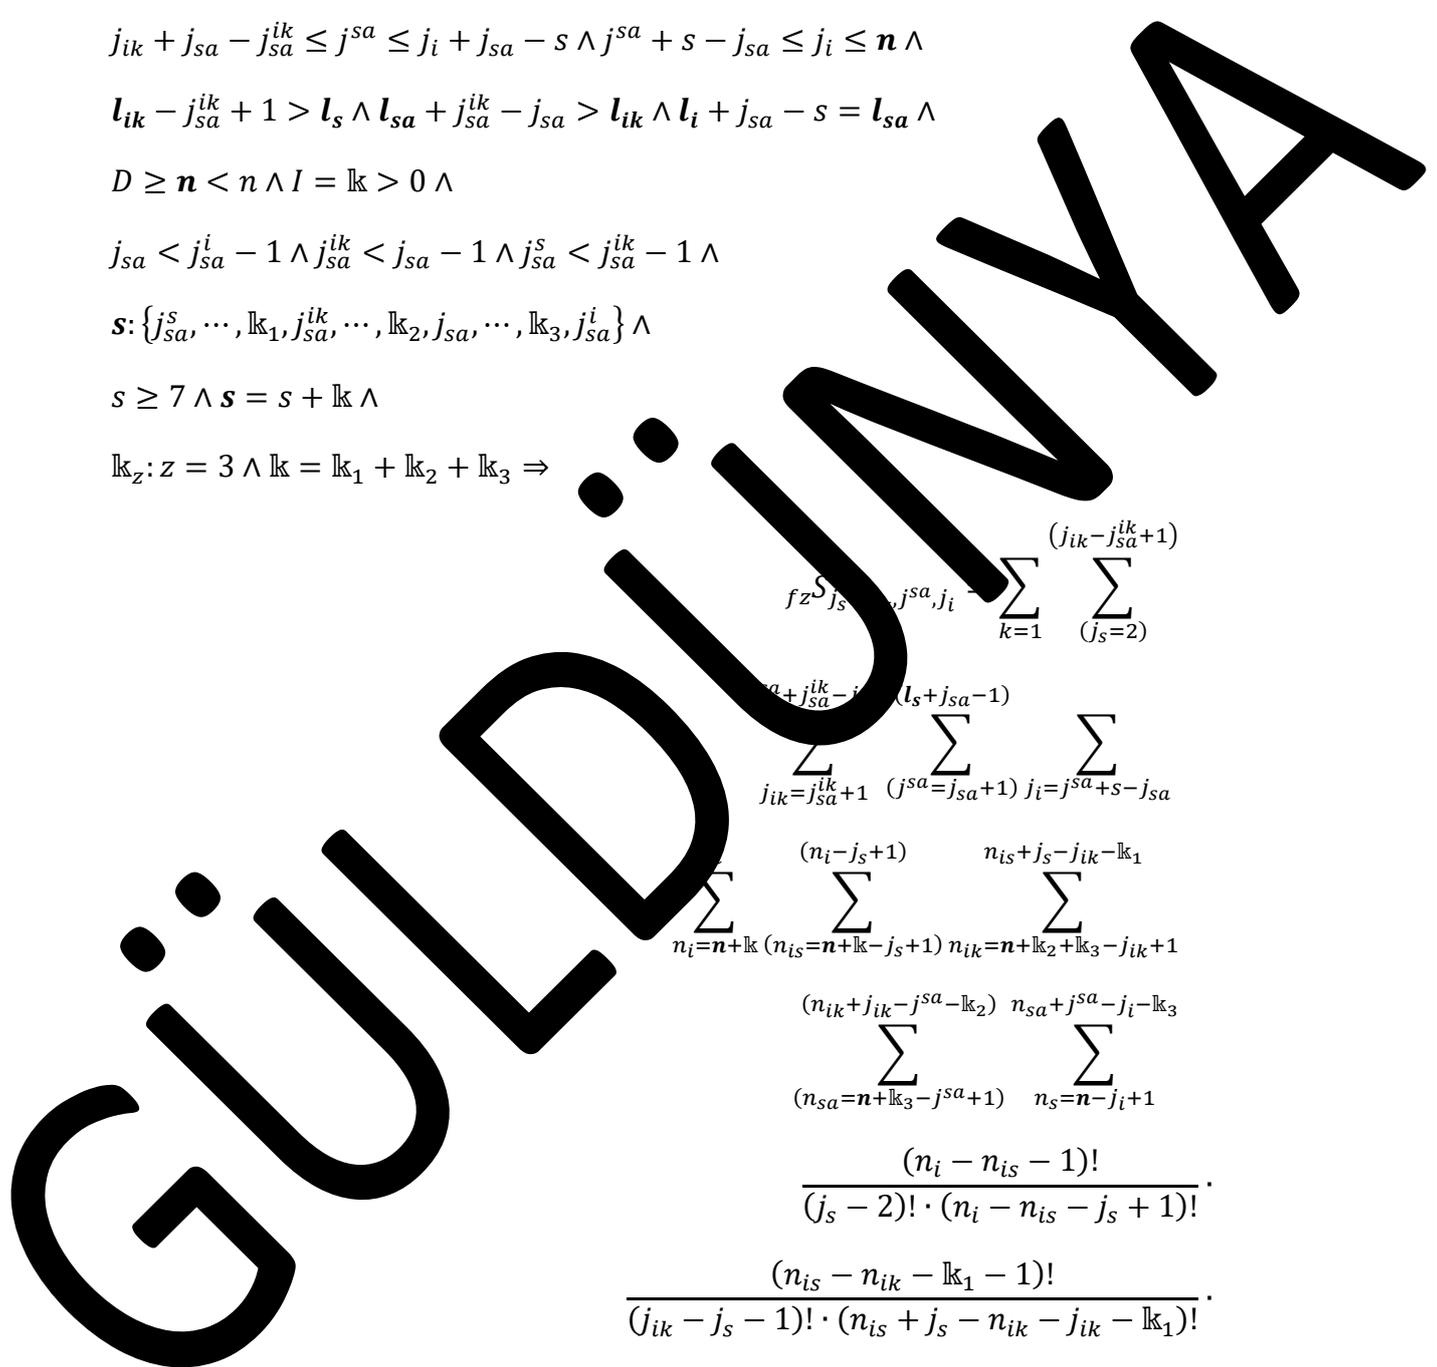 j_{ik} + j_{sa} − j_{sa}^{ik} ≤ j^{sa} ≤ j_i + j_{sa} − s ∧ j^{sa} + s − j_{sa} ≤ j_i ≤ n ∧
l_{ik} − j_{sa}^{ik} + 1 > l_s ∧ l_{sa} + j_{sa}^{ik} − j_{sa} > l_{ik} ∧ l_i + j_{sa} − s = l_{sa} ∧
D ≥ n < n ∧ I = 𝕜 > 0 ∧
j_{sa} < j_{sa}^{i} − 1 ∧ j_{sa}^{ik} < j_{sa} − 1 ∧ j_{sa}^{s} < j_{sa}^{ik} − 1 ∧
s: {j_{sa}^{s}, ⋯, 𝕜_1, j_{sa}^{ik}, ⋯, 𝕜_2, j_{sa}, ⋯, 𝕜_3, j_{sa}^{i}} ∧
s ≥ 7 ∧ s = s + 𝕜 ∧
𝕜_z: z = 3 ∧ 𝕜 = 𝕜_1 + 𝕜_2 + 𝕜_3 ⇒
(j_{ik}−j_{sa}^{ik}+1)
∑ ∑
k=1 (j_s=2)
(l_s+j_{sa}−1)
∑ ∑ ∑
j_{ik}=j_{sa}^{ik}+1 (j^{sa}=j_{sa}+1) j_i=j^{sa}+s−j_{sa}
(n_i−j_s+1) n_{is}+j_s−j_{ik}−𝕜_1
∑ ∑ ∑
n_i=n+𝕜 (n_{is}=n+𝕜−j_s+1) n_{ik}=n+𝕜_2+𝕜_3−j_{ik}+1
(n_{ik}+j_{ik}−j^{sa}−𝕜_2) n_{sa}+j^{sa}−j_i−𝕜_3
∑ ∑
(n_{sa}=n+𝕜_3−j^{sa}+1) n_s=n−j_i+1
(n_i − n_{is} − 1)!
(j_s − 2)! · (n_i − n_{is} − j_s + 1)! ·
(n_{is} − n_{ik} − 𝕜_1 − 1)!
(j_{ik} − j_s − 1)! · (n_{is} + j_s − n_{ik} − j_{ik} − 𝕜_1)! ·
GÜLDÜNYA